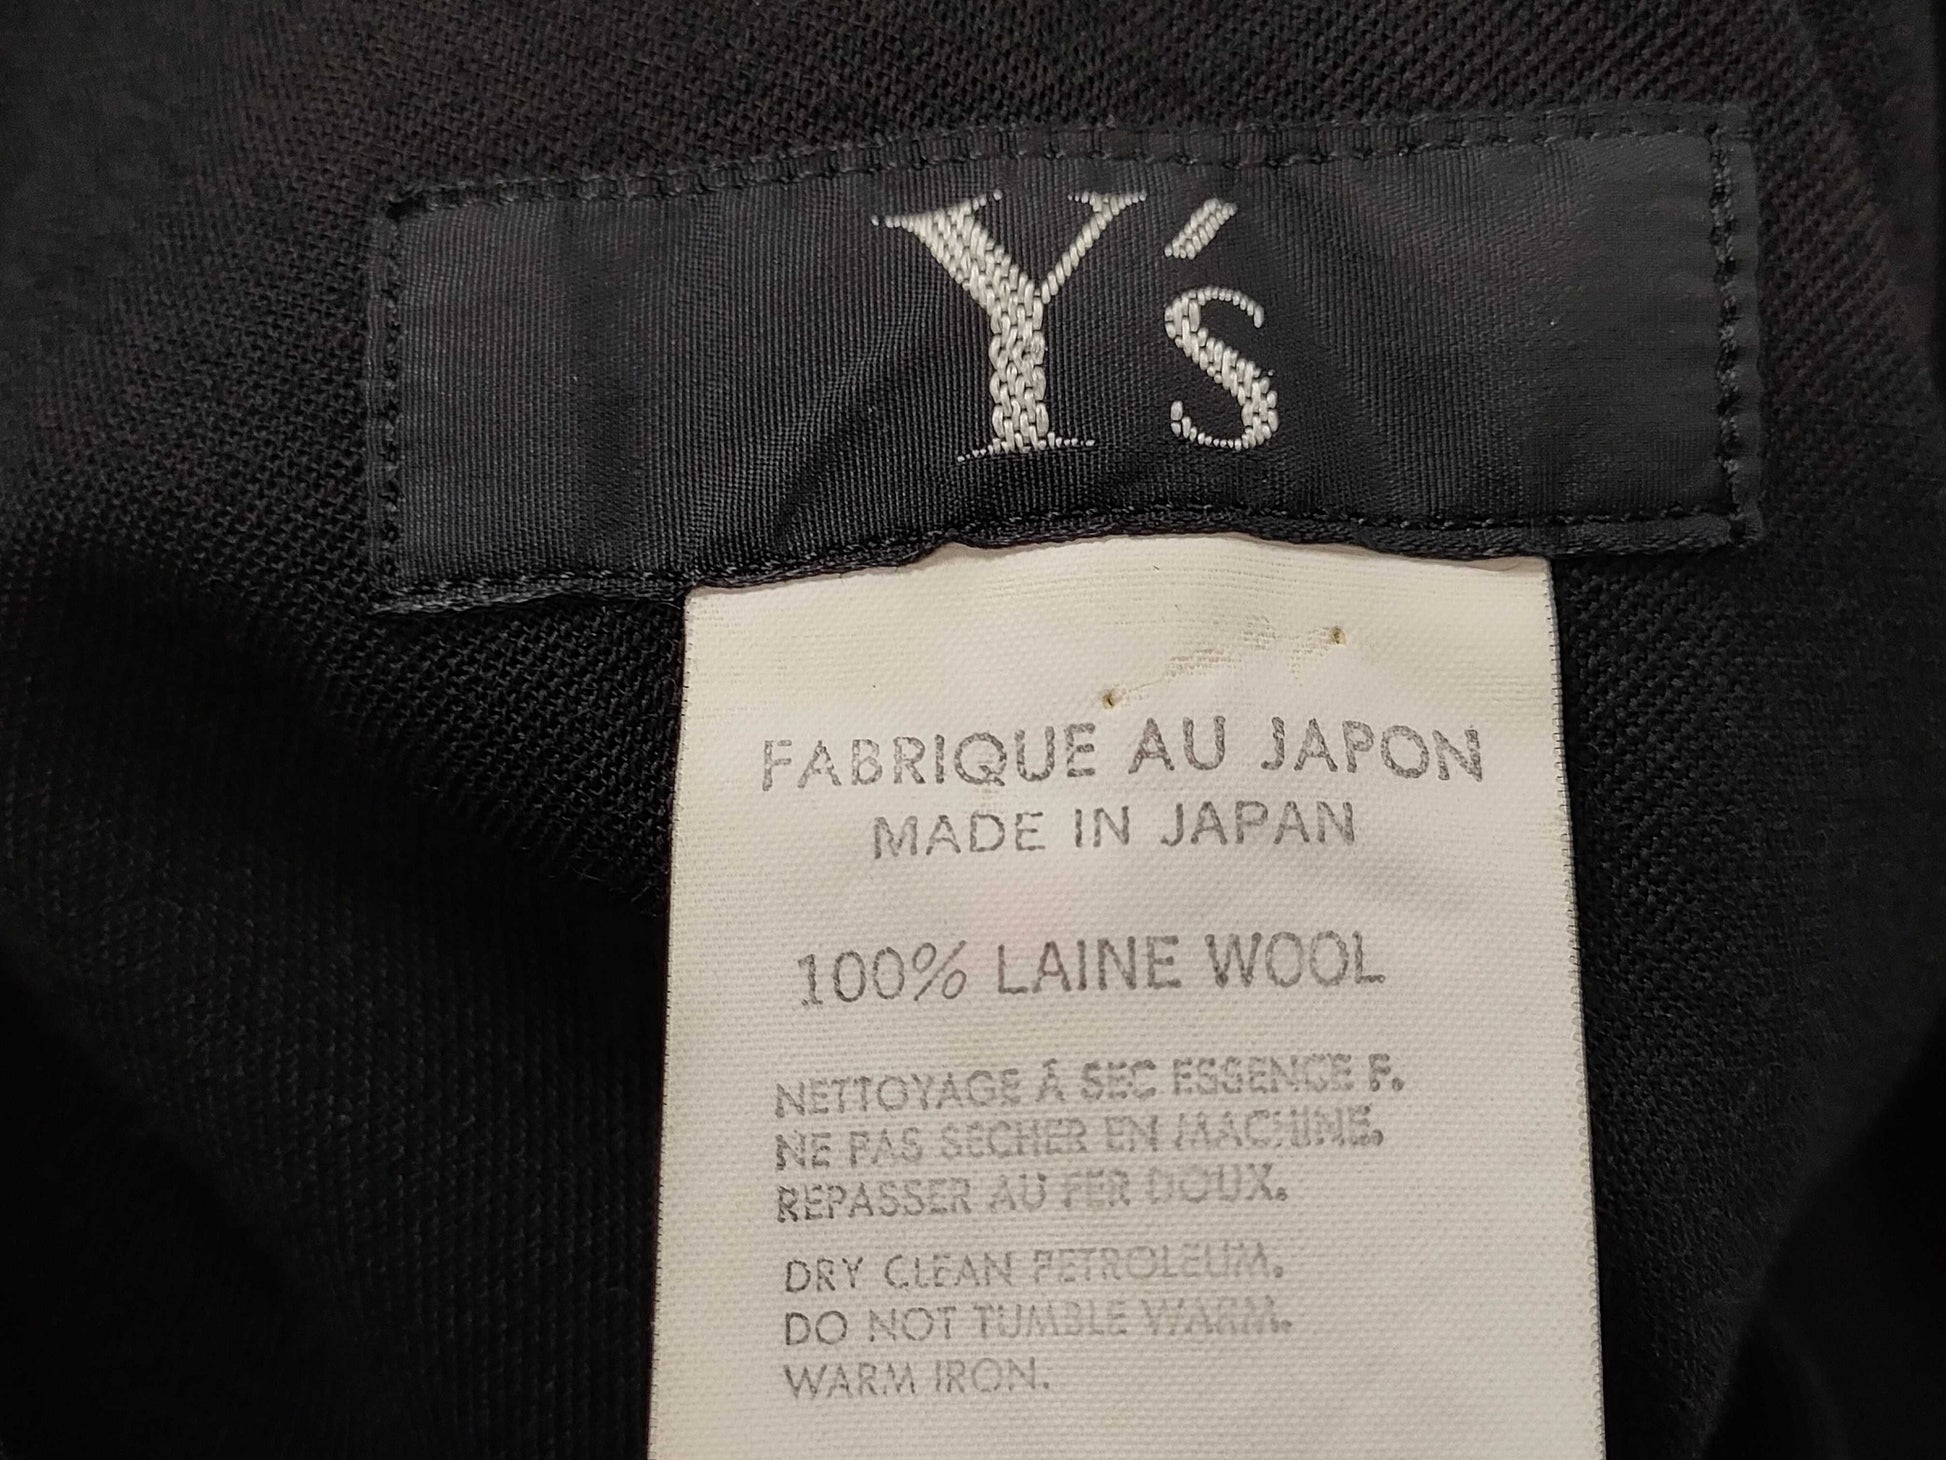 Y's
FABRIQUE AU JAPON
MADE IN JAPAN
100% LAINE WOOL
NETTOYAGE À SEC ESSENCE F.
NE PAS SECHER EN MACHINE.
REPASSER AU FER DOUX.
DRY CLEAN PETROLEUM.
DO NOT TUMBLE WARM.
WARM IRON.